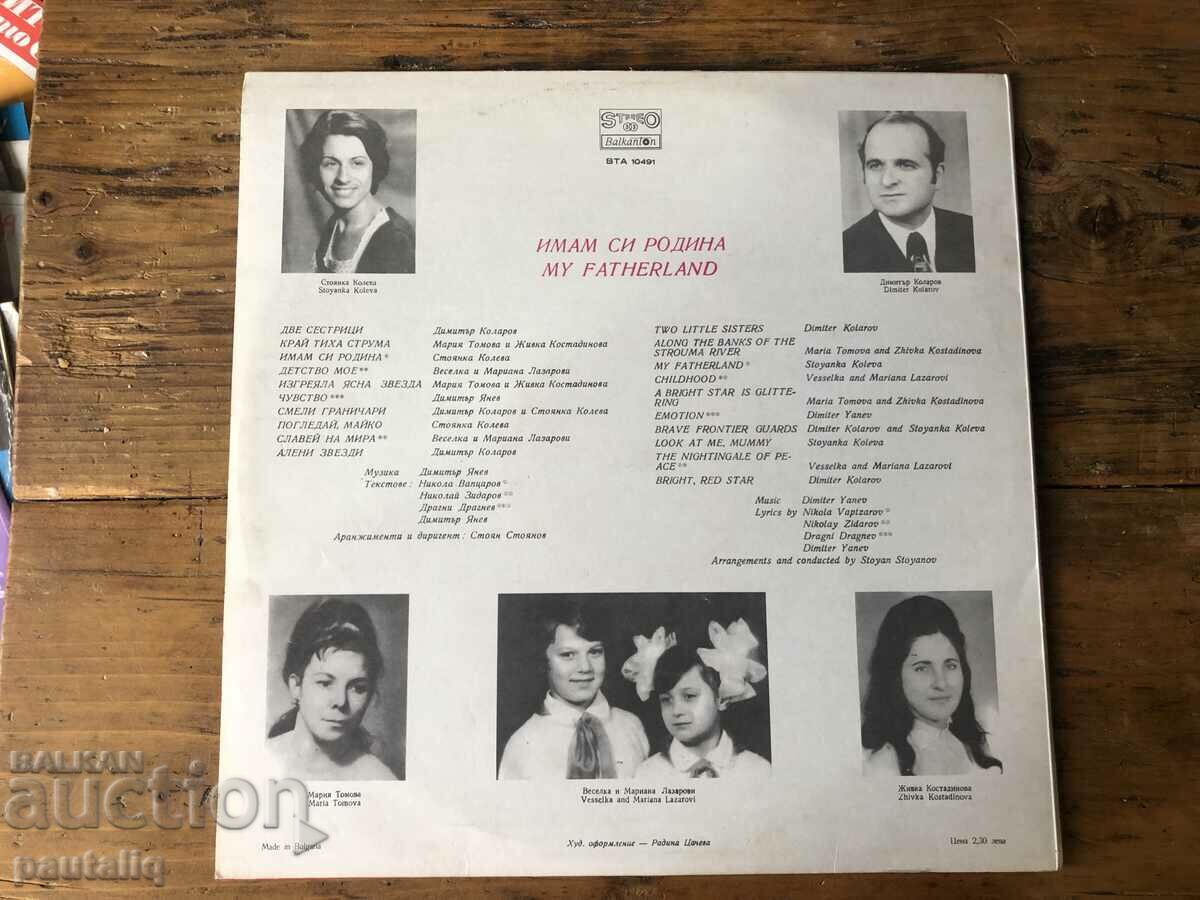 STEREO
Balkanton
BTA 10491
ИМАМ СИ РОДИНА
MY FATHERLAND
Стоянка Колева
Stoyanka Koleva
Димитър Коларов
Dimiter Kolarov
ДВЕ СЕСТРИЦИ Димитър Коларов
КРАЙ ТИХА СТРУМА Мария Томова и Живка Костадинова
ИМАМ СИ РОДИНА* Стоянка Колева
ДЕТСТВО МОЕ** Веселка и Мариана Лазарови
ИЗГРЕЯЛА ЯСНА ЗВЕЗДА Мария Томова и Живка Костадинова
ЧУВСТВО*** Димитър Янев
СМЕЛИ ГРАНИЧАРИ Димитър Коларов и Стоянка Колева
ПОГЛЕДАЙ, МАЙКО Стоянка Колева
СЛАВЕЙ НА МИРА** Веселка и Мариана Лазарови
АЛЕНИ ЗВЕЗДИ Димитър Коларов
Музика Димитър Янев
Текстове: Никола Вапцаров*
Николай Зидаров**
Драгни Драгнев***
Димитър Янев
Аранжименти и диригент: Стоян Стоянов
TWO LITTLE SISTERS Dimiter Kolarov
ALONG THE BANKS OF THE
STROUMA RIVER Maria Tomova and Zhivka Kostadinova
MY FATHERLAND* Stoyanka Koleva
CHILDHOOD** Vesselka and Mariana Lazarovi
A BRIGHT STAR IS GLITTE-
RING Maria Tomova and Zhivka Kostadinova
EMOTION*** Dimiter Yanev
BRAVE FRONTIER GUARDS Dimiter Kolarov and Stoyanka Koleva
LOOK AT ME, MUMMY Stoyanka Koleva
THE NIGHTINGALE OF PE-
ACE** Vesselka and Mariana Lazarovi
BRIGHT, RED STAR Dimiter Kolarov
Music Dimiter Yanev
Lyrics by Nikola Vaptzarov*
Nikolay Zidarov**
Dragni Dragnev***
Dimiter Yanev
Arrangements and conducted by Stoyan Stoyanov
Мария Томова
Maria Tomova
Веселка и Мариана Лазарови
Vesselka and Mariana Lazarovi
Живка Костадинова
Zhivka Kostadinova
Made in Bulgaria
Худ. оформление — Радина Цачева
Цена 2,30 лева
BALKAN
auction
pautaliq